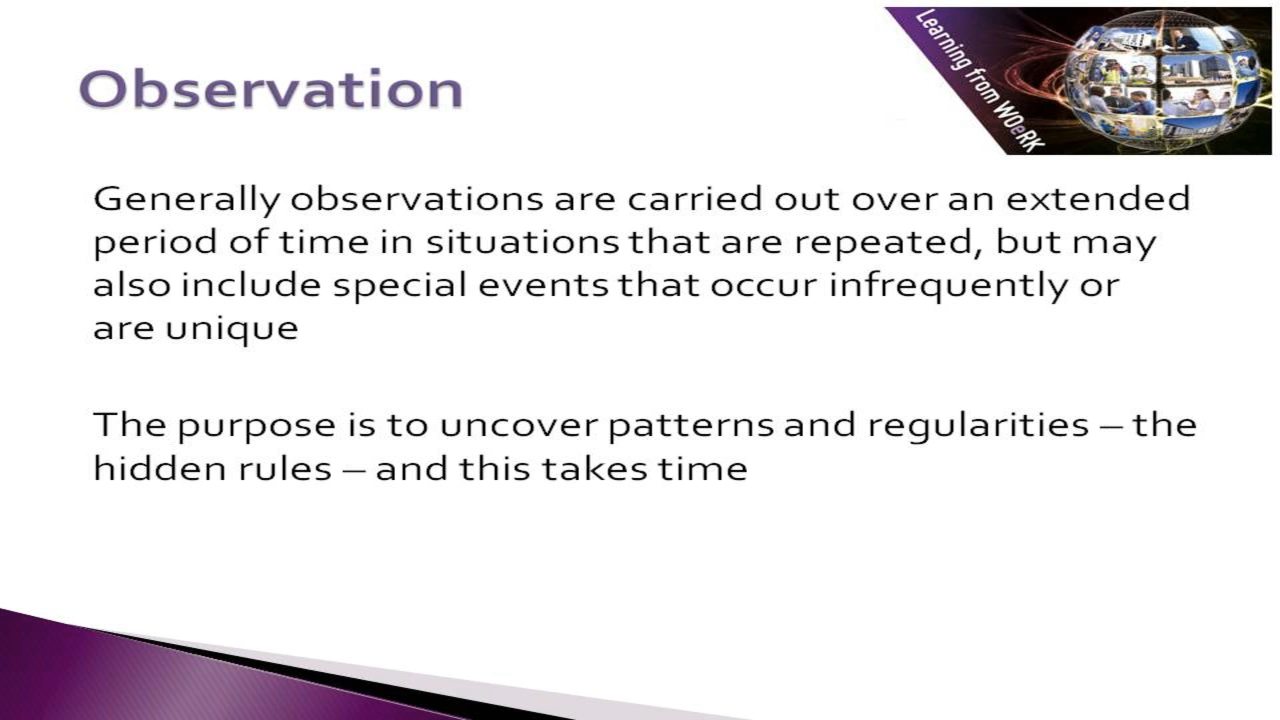 Learning from WOeRK
Observation
Generally observations are carried out over an extended
period of time in situations that are repeated, but may
also include special events that occur infrequently or
are unique
The purpose is to uncover patterns and regularities – the
hidden rules – and this takes time